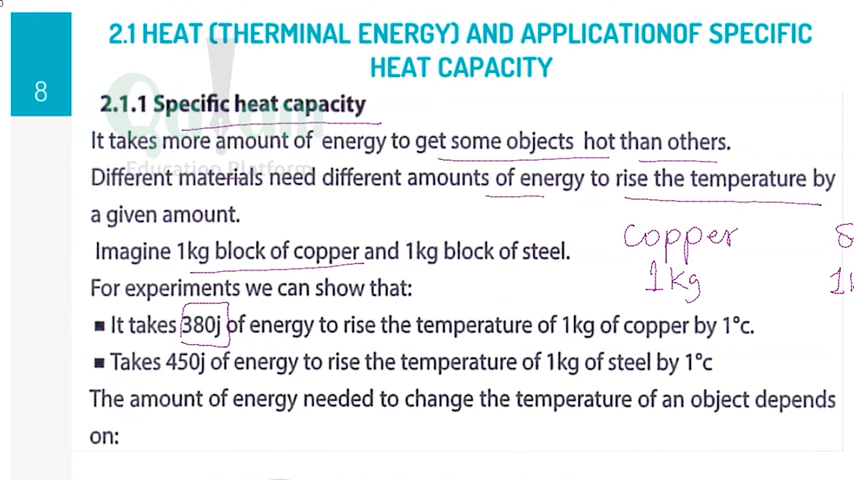 2.1 HEAT (THERMINAL ENERGY) AND APPLICATIONOF SPECIFIC
HEAT CAPACITY
8
2.1.1 Specific heat capacity
It takes more amount of energy to get some objects hot than others.
Education Platform
Different materials need different amounts of energy to rise the temperature by
a given amount.
copper
Imagine 1kg block of copper and 1kg block of steel.
1kg
For experiments we can show that:
▪ It takes 380j of energy to rise the temperature of 1kg of copper by 1°c.
▪ Takes 450j of energy to rise the temperature of 1kg of steel by 1°c
The amount of energy needed to change the temperature of an object depends
on: